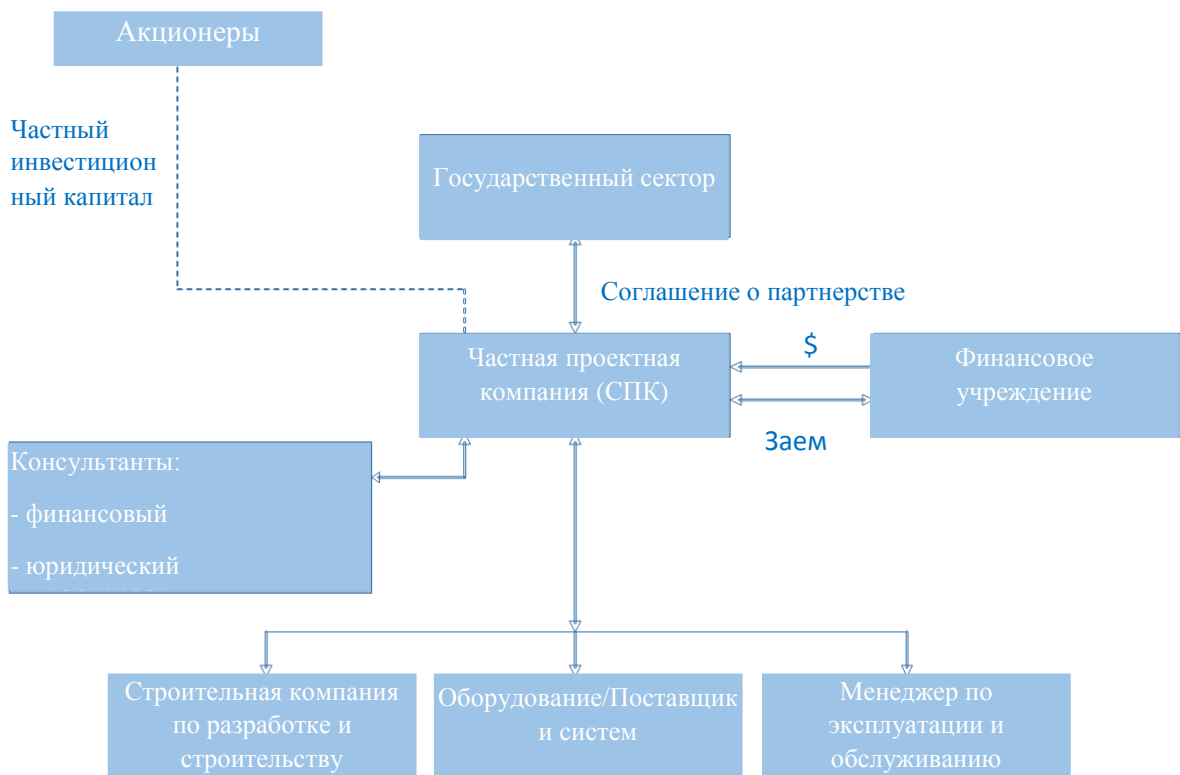 Акционеры
Частный
инвестицион
ный капитал
Государственный сектор
Соглашение о партнерстве
Частная проектная
компания (СПК)
$
Заем
Финансовое
учреждение
Консультанты:
- финансовый
- юридический
Строительная компания
по разработке и
строительству
Оборудование/Поставщик
и систем
Менеджер по
эксплуатации и
обслуживанию